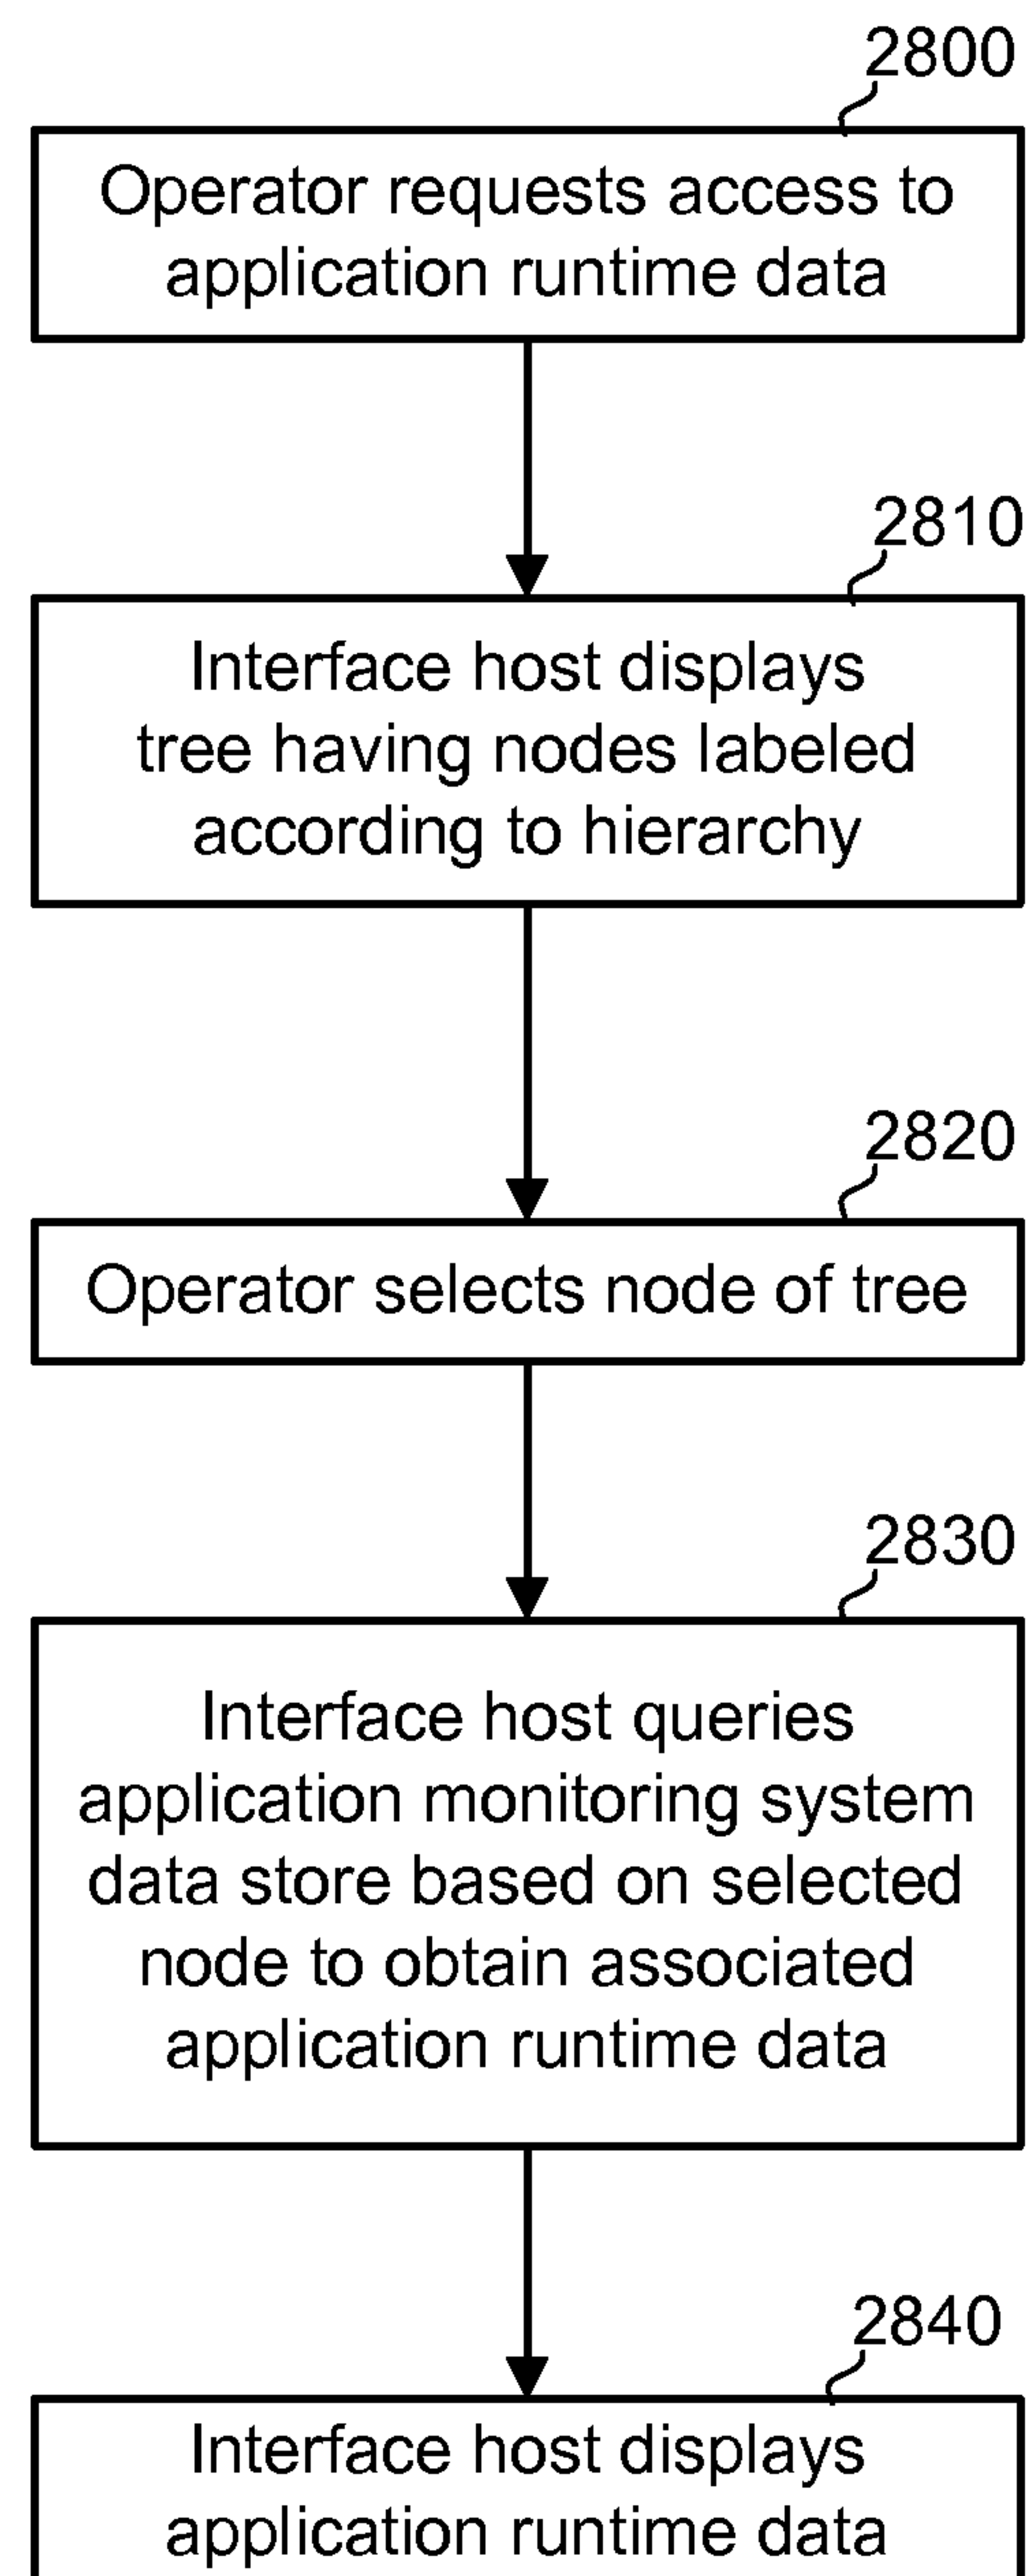 2800
Operator requests access to
application runtime data
2810
Interface host displays
tree having nodes labeled
according to hierarchy
2820
Operator selects node of tree
2830
Interface host queries
application monitoring system
data store based on selected
node to obtain associated
application runtime data
2840
Interface host displays
application runtime data